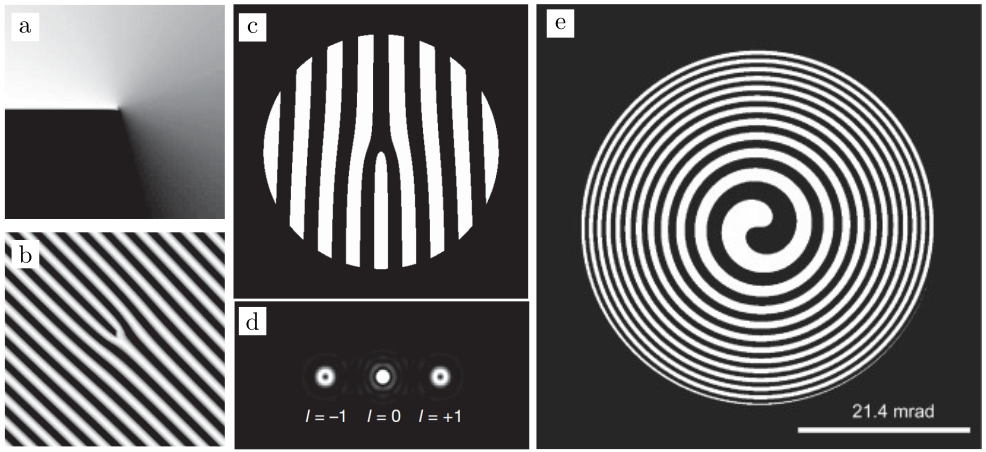 a
b
c
d
l = −1 l = 0 l = +1
e
21.4 mrad